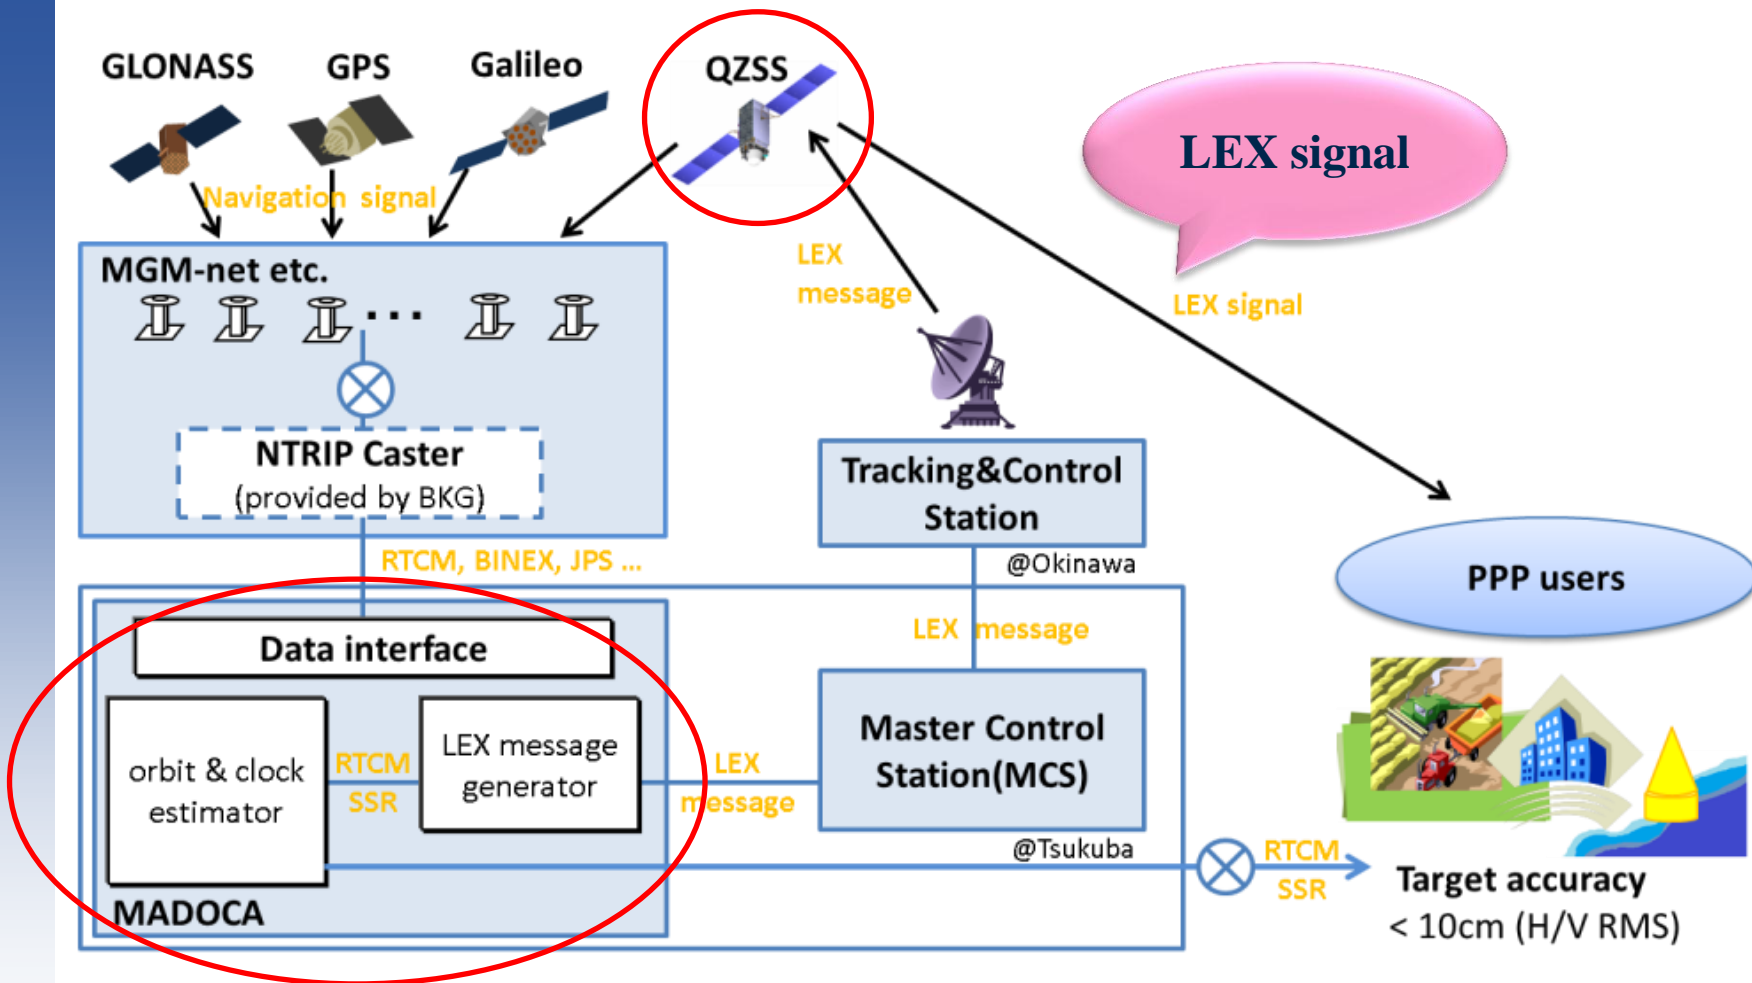 GLONASS
GPS
Galileo
QZSS
LEX signal
Navigation signal
MGM-net etc.
...
LEX
message
LEX signal
NTRIP Caster
(provided by BKG)
Tracking&Control
Station
@Okinawa
RTCM, BINEX, JPS ...
PPP users
Data interface
LEX message
orbit & clock
estimator
RTCM
SSR
LEX message
generator
LEX
message
Master Control
Station(MCS)
@Tsukuba
RTCM
SSR
MADOCA
Target accuracy
< 10cm (H/V RMS)